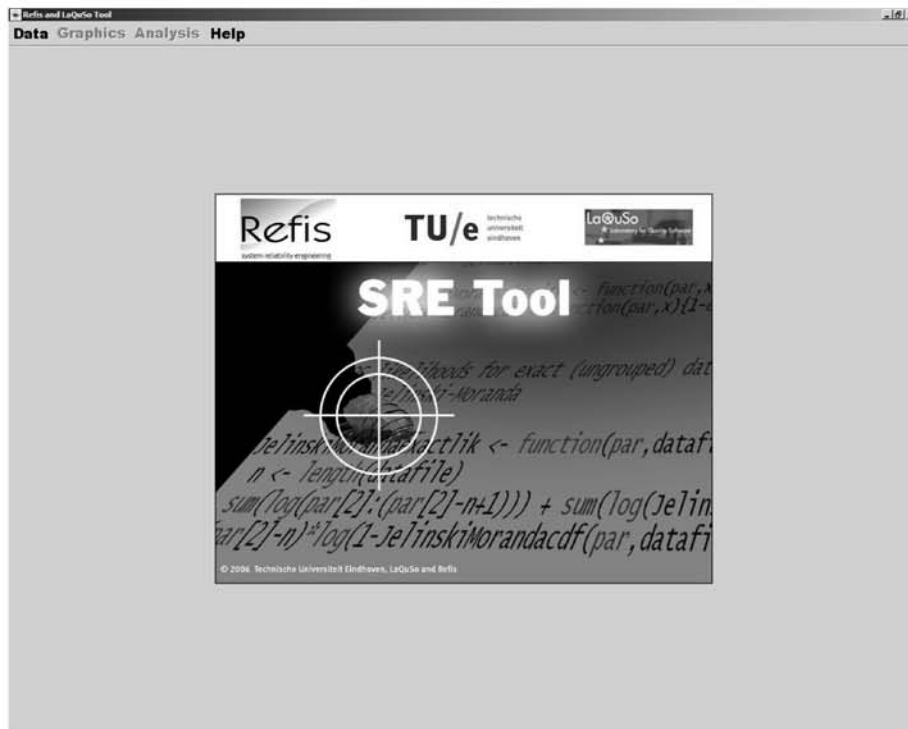 Refis and LaQuSo Tool
Data Graphics Analysis Help
Refis
system reliability engineering
TU/e technische
universiteit
eindhoven
LaQuSo
Laboratory for Quality Software
SRE Tool
<- function(par,x
function(par,x){1-e
likelihoods for exact (ungrouped) dat
Jelinski-Moranda
JelinskiMorandaExactlik <- function(par,dataf
n <- length(datafile)
sum(log(par[2]:(par[2]-n+1))) + sum(log(Jelin
par[2]-n)*log(1-JelinskiMorandacdf(par,datafi
© 2006 Technische Universiteit Eindhoven, LaQuSo and Refis